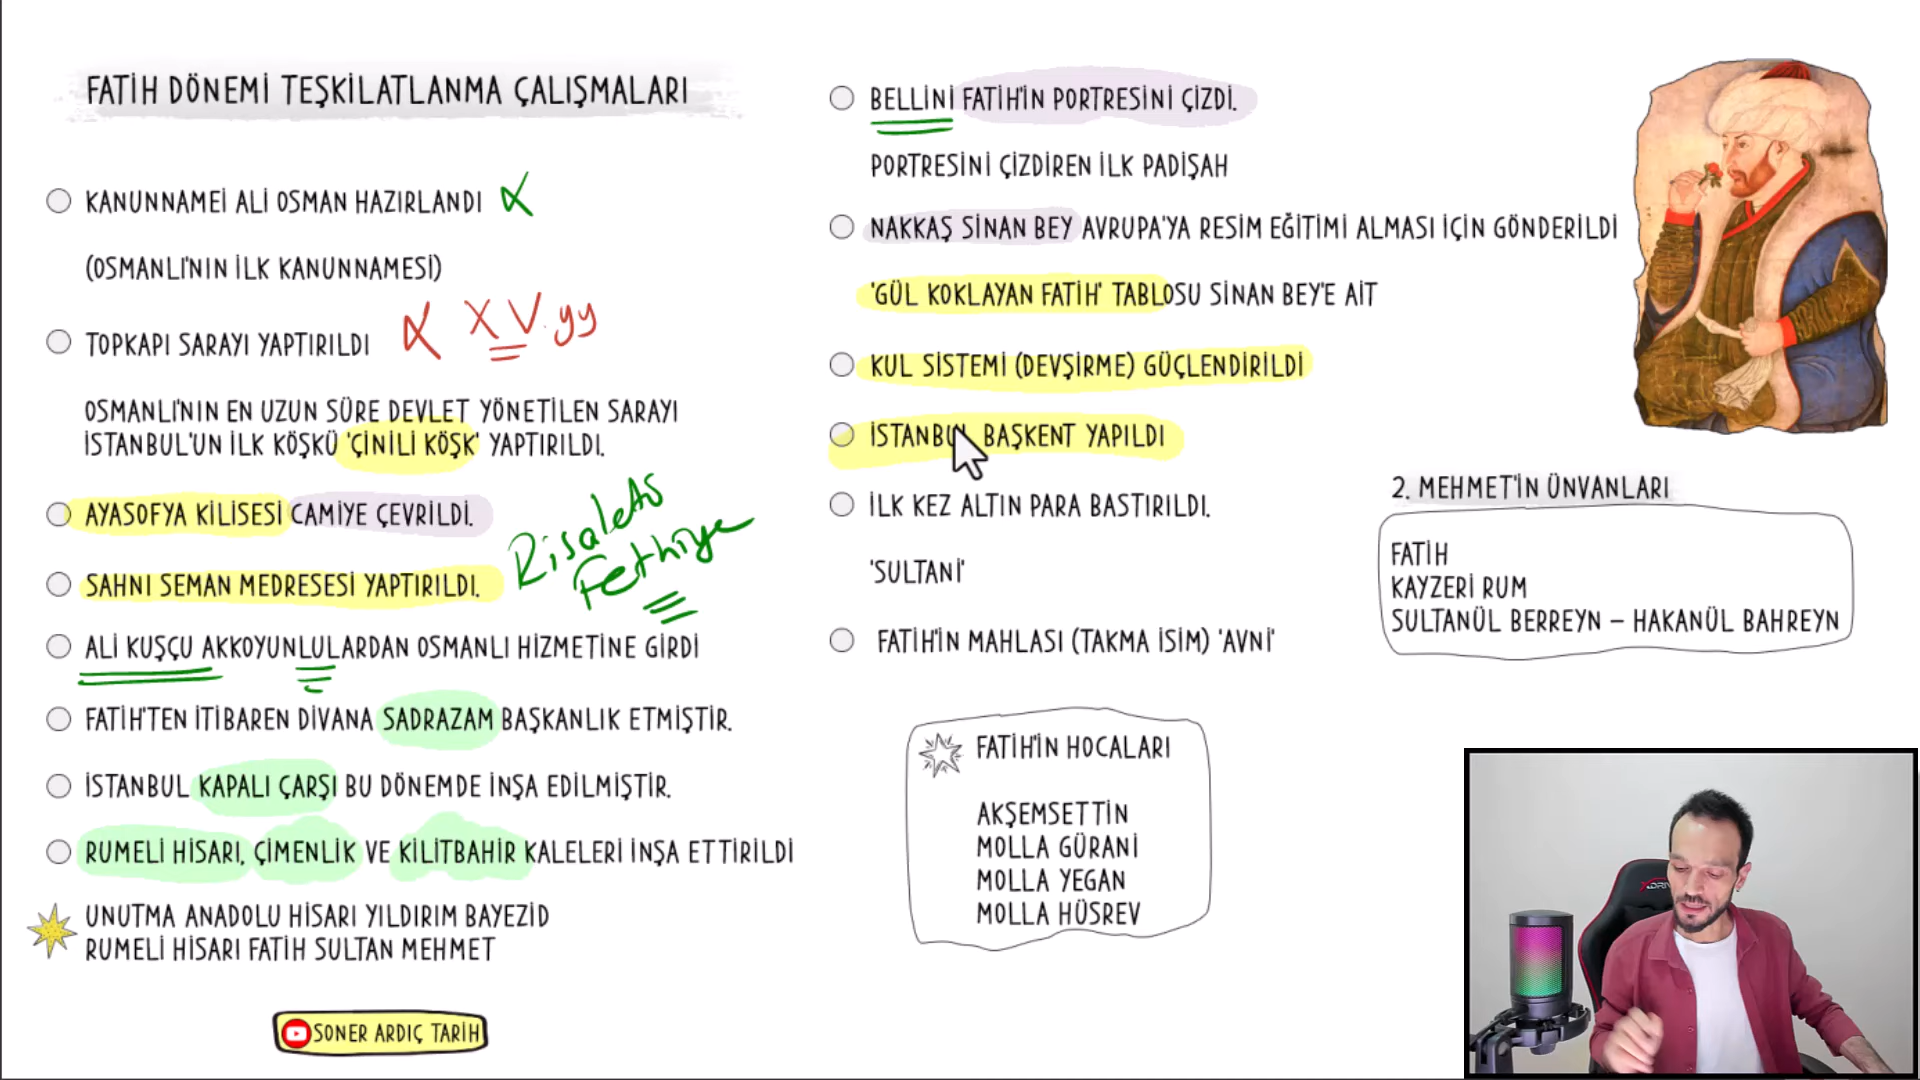 FATİH DÖNEMİ TEŞKİLATLANMA ÇALIŞMALARI
KANUNNAMEİ ALİ OSMAN HAZIRLANDI
(OSMANLI'NIN İLK KANUNNAMESİ)
TOPKAPI SARAYI YAPTIRILDI
XV.yy
OSMANLI'NIN EN UZUN SÜRE DEVLET YÖNETİLEN SARAYI
İSTANBUL'UN İLK KÖŞKÜ 'ÇİNİLİ KÖŞK' YAPTIRILDI.
AYASOFYA KİLİSESİ CAMİYE ÇEVRİLDİ.
SAHNI SEMAN MEDRESESİ YAPTIRILDI.
Fethiye
ALİ KUŞÇU AKKOYUNLULARDAN OSMANLI HİZMETİNE GİRDİ
FATİH'TEN İTİBAREN DİVANA SADRAZAM BAŞKANLIK ETMİŞTİR.
İSTANBUL KAPALI ÇARŞI BU DÖNEMDE İNŞA EDİLMİŞTİR.
RUMELİ HİSARI, ÇİMENLİK VE KİLİTBAHİR KALELERİ İNŞA ETTİRİLDİ
UNUTMA ANADOLU HİSARI YILDIRIM BAYEZİD
RUMELİ HİSARI FATİH SULTAN MEHMET
SONER ARDIÇ TARİH
BELLİNİ FATİH'İN PORTRESİNİ ÇİZDİ.
PORTRESİNİ ÇİZDİREN İLK PADİŞAH
NAKKAŞ SİNAN BEY AVRUPA'YA RESİM EĞİTİMİ ALMASI İÇİN GÖNDERİLDİ
'GÜL KOKLAYAN FATİH' TABLOSU SİNAN BEY'E AİT
KUL SİSTEMİ (DEVŞİRME) GÜÇLENDİRİLDİ
İSTANBUL BAŞKENT YAPILDI
İLK KEZ ALTIN PARA BASTIRILDI.
'SULTANİ'
FATİH'İN MAHLASI (TAKMA İSİM) 'AVNİ'
FATİH'İN HOCALARI
AKŞEMSETTİN
MOLLA GÜRANİ
MOLLA YEGAN
MOLLA HÜSREV
2. MEHMET'İN ÜNVANLARI
FATİH
KAYZERİ RUM
SULTANÜL BERREYN – HAKANÜL BAHREYN